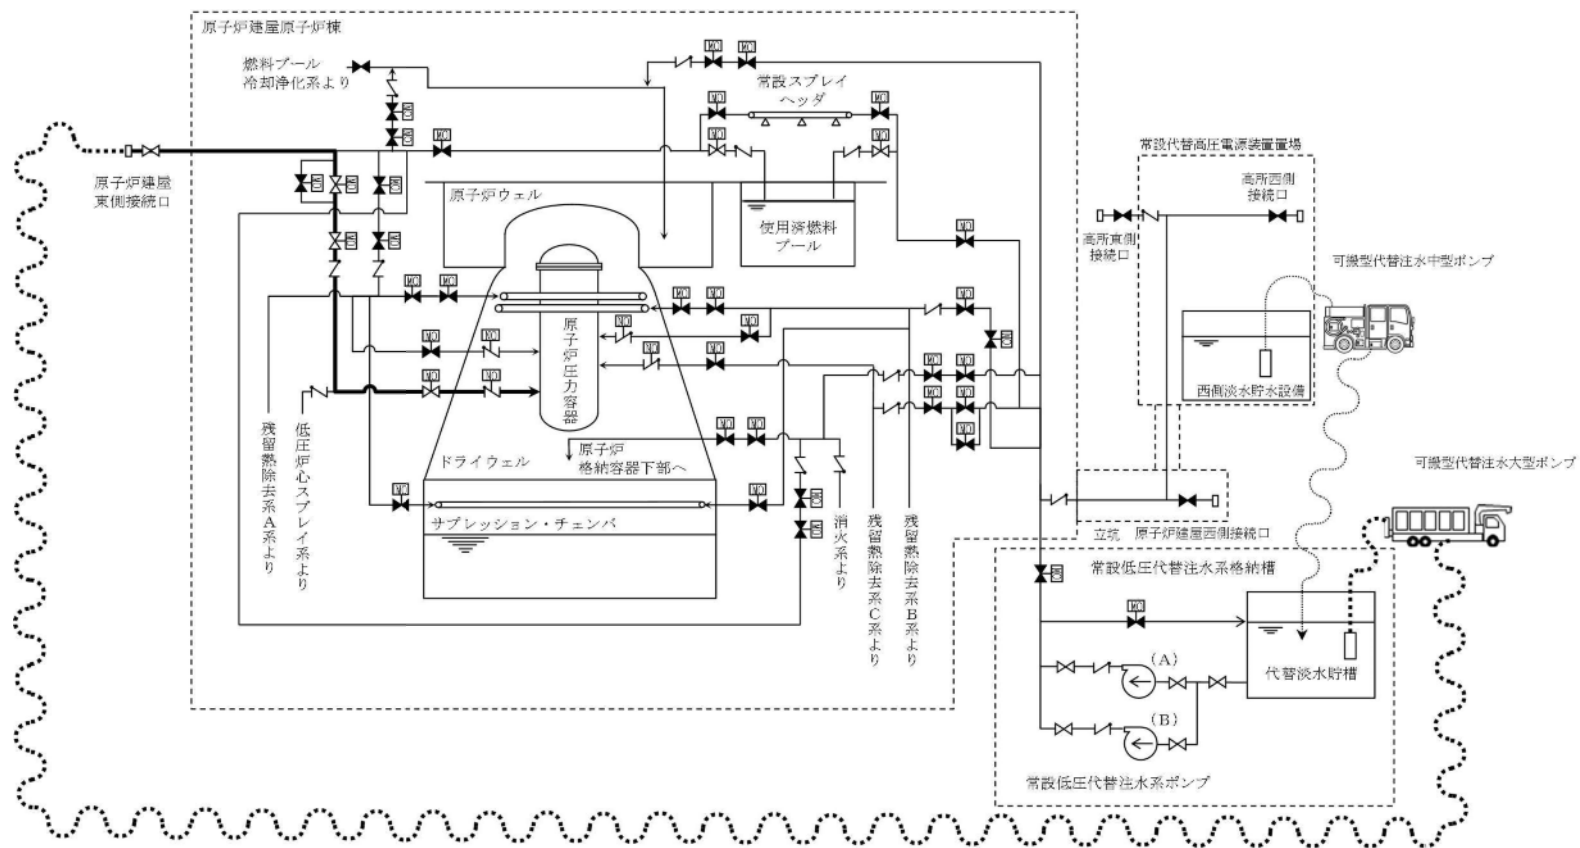 原子炉建屋原子炉棟
燃料プール
冷却浄化系より
常設スプレイ
ヘッダ
原子炉建屋
東側接続口
原子炉ウェル
使用済燃料
プール
常設代替高圧電源装置置場
高所西側
接続口
高所東側
接続口
可搬型代替注水中型ポンプ
西側淡水貯水設備
原子炉圧力容器
ドライウェル
原子炉
格納容器下部へ
サプレッション・チェンバ
残留熱除去系A系より
低圧炉心スプレイ系より
消火系より
残留熱除去系C系より
残留熱除去系B系より
可搬型代替注水大型ポンプ
立坑
原子炉建屋西側接続口
常設低圧代替注水系格納槽
(A)
代替淡水貯槽
(B)
常設低圧代替注水系ポンプ